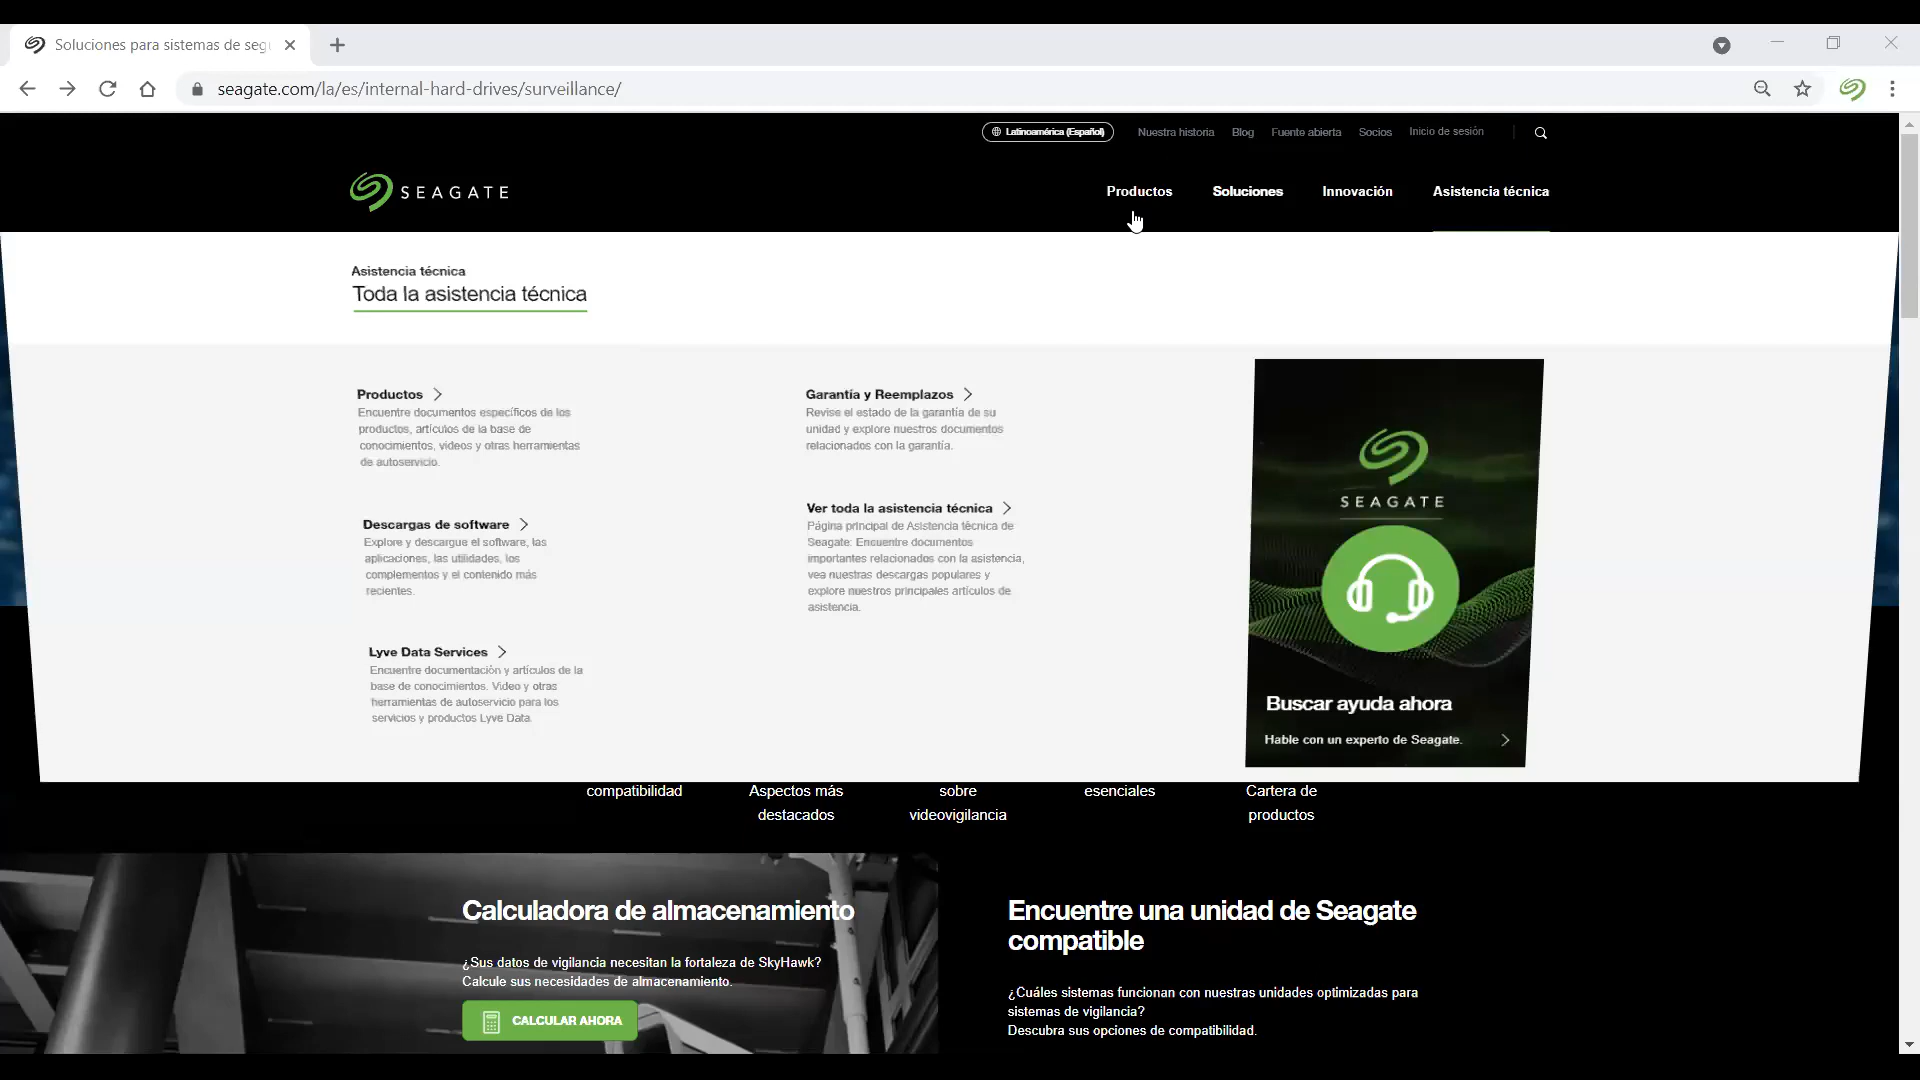 Soluciones para sistemas de segu
seagate.com/la/es/internal-hard-drives/surveillance/
Latinoamérica (Español) Nuestra historia Blog Fuente abierta Socios Inicio de sesión
SEAGATE
Productos Soluciones Innovación Asistencia técnica
Asistencia técnica
Toda la asistencia técnica
Productos
Encuentre documentos específicos de los
productos, artículos de la base de
conocimientos, videos y otras herramientas
de autoservicio.
Descargas de software
Explore y descargue el software, las
aplicaciones, las utilidades, los
complementos y el contenido más
recientes.
Lyve Data Services
Encuentre documentación y artículos de la
base de conocimientos. Video y otras
herramientas de autoservicio para los
servicios y productos Lyve Data.
Garantía y Reemplazos
Revise el estado de la garantía de su
unidad y explore nuestros documentos
relacionados con la garantía.
Ver toda la asistencia técnica
Página principal de Asistencia técnica de
Seagate: Encuentre documentos
importantes relacionados con la asistencia,
vea nuestras descargas populares y
explore nuestros principales artículos de
asistencia.
SEAGATE
Buscar ayuda ahora
Hable con un experto de Seagate.
compatibilidad
Aspectos más
destacados
sobre
videovigilancia
esenciales
Cartera de
productos
Calculadora de almacenamiento
¿Sus datos de vigilancia necesitan la fortaleza de SkyHawk?
Calcule sus necesidades de almacenamiento.
CALCULAR AHORA
Encuentre una unidad de Seagate
compatible
¿Cuáles sistemas funcionan con nuestras unidades optimizadas para
sistemas de vigilancia?
Descubra sus opciones de compatibilidad.